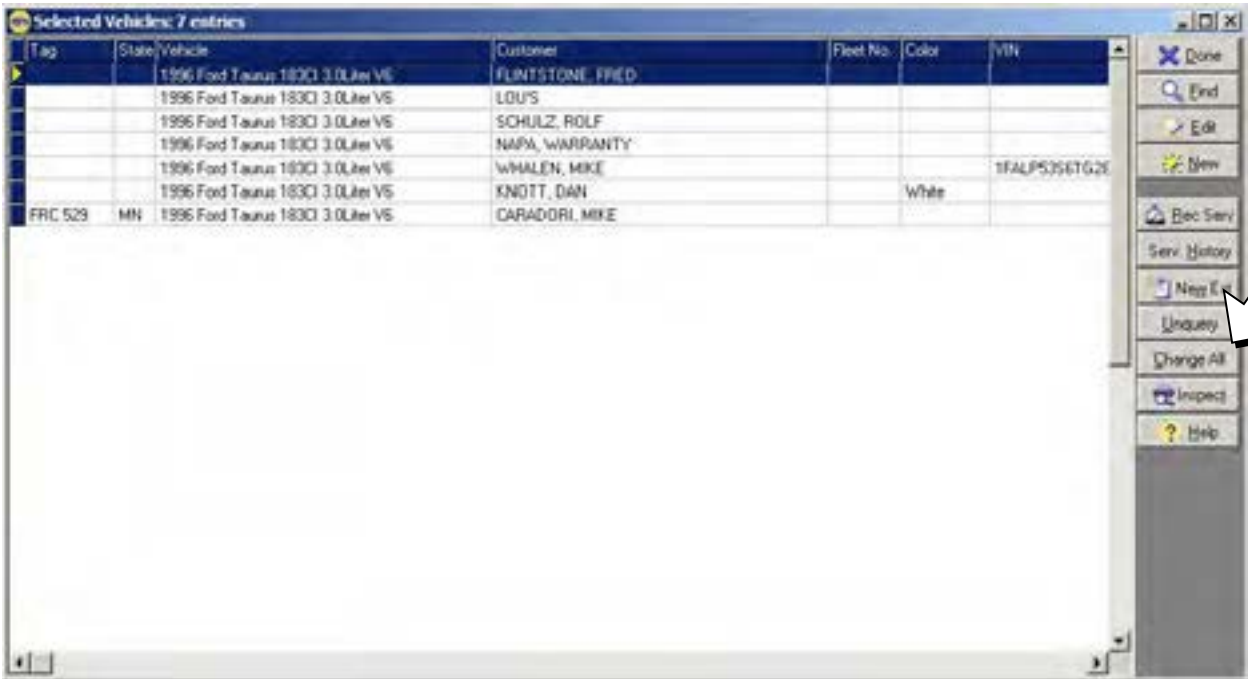 Selected Vehicles: 7 entries
Tag State Vehicle Customer Fleet No. Color VIN
1996 Ford Taurus 183CI 3.0Liter V6 FLINTSTONE, FRED
1996 Ford Taurus 183CI 3.0Liter V6 LOU'S
1996 Ford Taurus 183CI 3.0Liter V6 SCHULZ, ROLF
1996 Ford Taurus 183CI 3.0Liter V6 NAPA, WARRANTY
1996 Ford Taurus 183CI 3.0Liter V6 WHALEN, MIKE 1FALP53S6TG2E
1996 Ford Taurus 183CI 3.0Liter V6 KNOTT, DAN White
FRC 529 MN 1996 Ford Taurus 183CI 3.0Liter V6 CARADORI, MIKE
Done
Find
Edit
New
Rec Serv
Serv. History
New E
Unquery
Change All
Inspect
Help